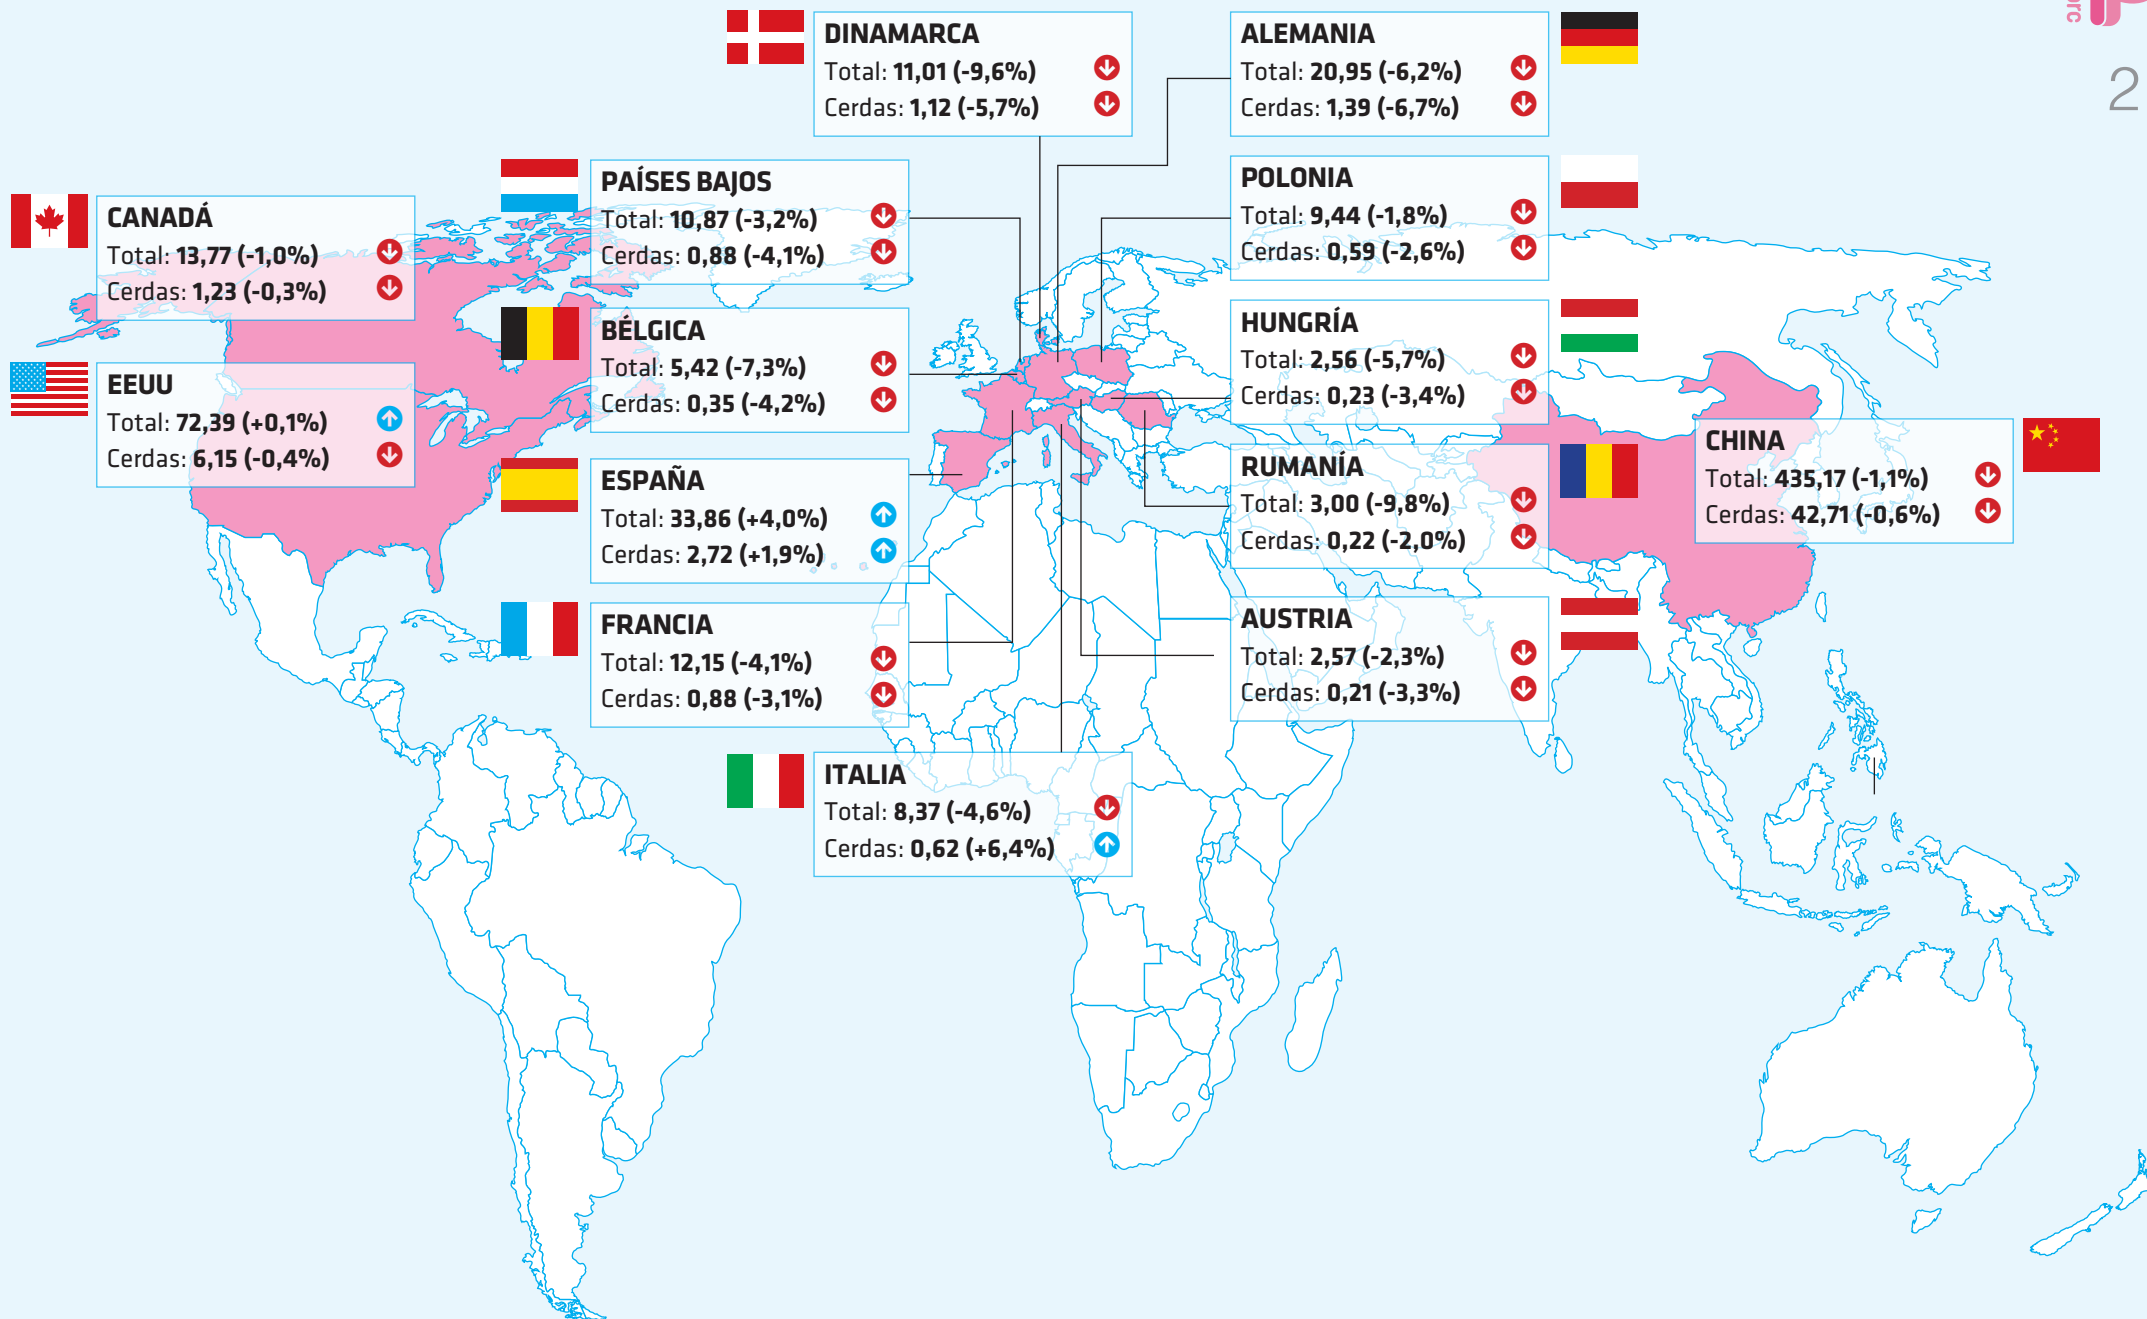 2
DINAMARCA
Total: 11,01 (-9,6%)
Cerdas: 1,12 (-5,7%)
ALEMANIA
Total: 20,95 (-6,2%)
Cerdas: 1,39 (-6,7%)
PAÍSES BAJOS
Total: 10,87 (-3,2%)
Cerdas: 0,88 (-4,1%)
POLONIA
Total: 9,44 (-1,8%)
Cerdas: 0,59 (-2,6%)
CANADÁ
Total: 13,77 (-1,0%)
Cerdas: 1,23 (-0,3%)
BÉLGICA
Total: 5,42 (-7,3%)
Cerdas: 0,35 (-4,2%)
HUNGRÍA
Total: 2,56 (-5,7%)
Cerdas: 0,23 (-3,4%)
EEUU
Total: 72,39 (+0,1%)
Cerdas: 6,15 (-0,4%)
ESPAÑA
Total: 33,86 (+4,0%)
Cerdas: 2,72 (+1,9%)
RUMANÍA
Total: 3,00 (-9,8%)
Cerdas: 0,22 (-2,0%)
CHINA
Total: 435,17 (-1,1%)
Cerdas: 42,71 (-0,6%)
FRANCIA
Total: 12,15 (-4,1%)
Cerdas: 0,88 (-3,1%)
AUSTRIA
Total: 2,57 (-2,3%)
Cerdas: 0,21 (-3,3%)
ITALIA
Total: 8,37 (-4,6%)
Cerdas: 0,62 (+6,4%)